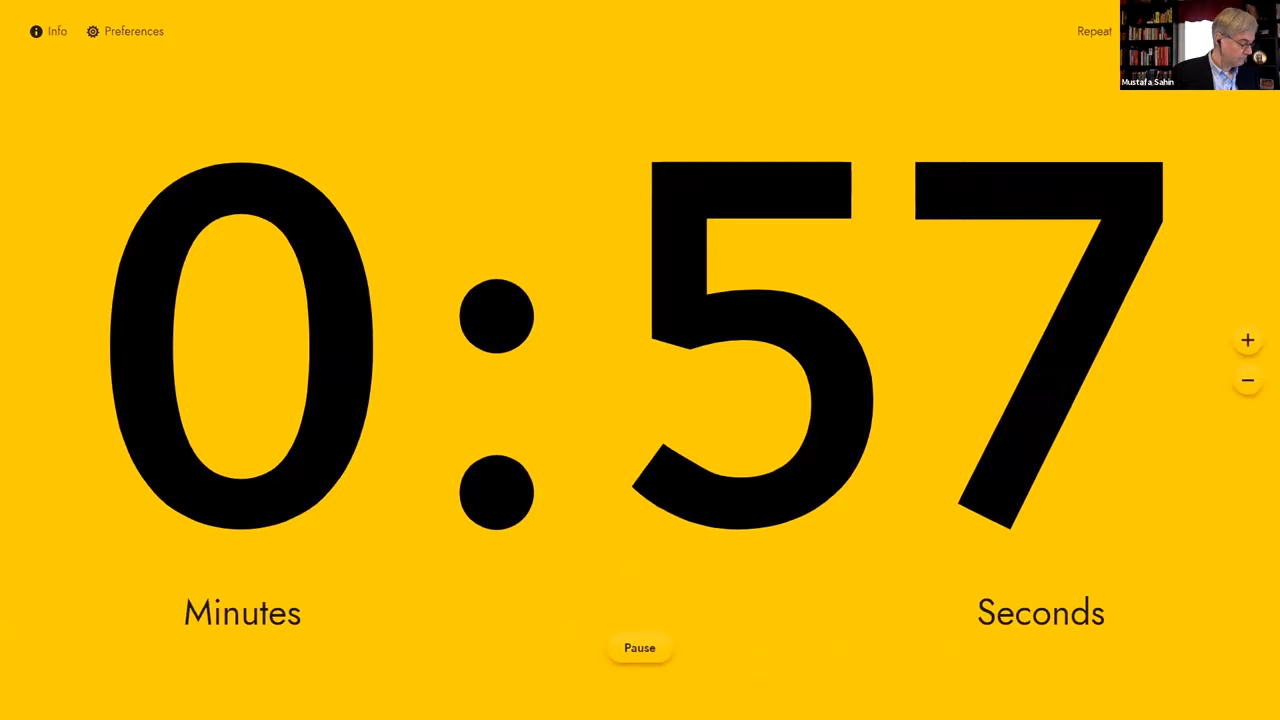 Info Preferences Repeat
Mustafa Sahin
0:57
Minutes Seconds
Pause